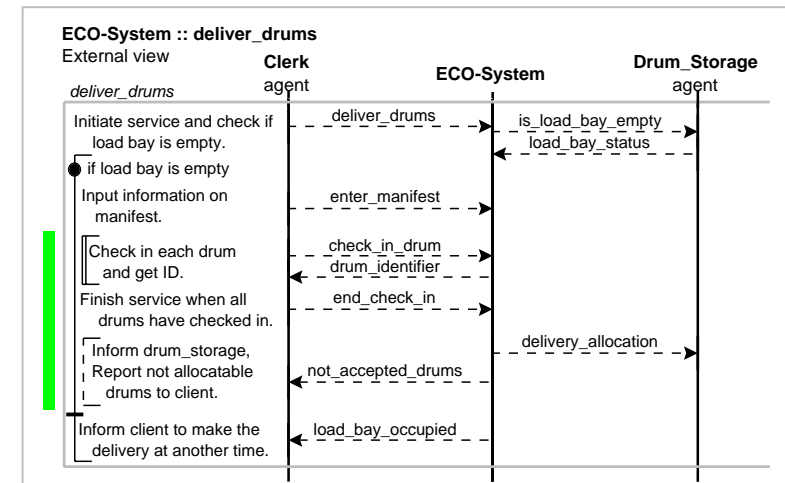 ECO-System :: deliver_drums
External view
Clerk
agent
ECO-System
Drum_Storage
agent
deliver_drums
Initiate service and check if
load bay is empty.
deliver_drums
is_load_bay_empty
load_bay_status
if load bay is empty
Input information on
manifest.
enter_manifest
Check in each drum
and get ID.
check_in_drum
drum_identifier
Finish service when all
drums have checked in.
end_check_in
delivery_allocation
Inform drum_storage,
Report not allocatable
drums to client.
not_accepted_drums
Inform client to make the
delivery at another time.
load_bay_occupied